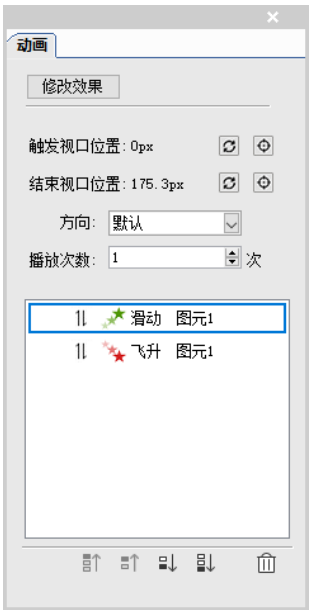 动画
修改效果
触发视口位置: 0px
结束视口位置: 175.3px
方向: 默认
播放次数: 1 次
滑动 图元1
飞升 图元1